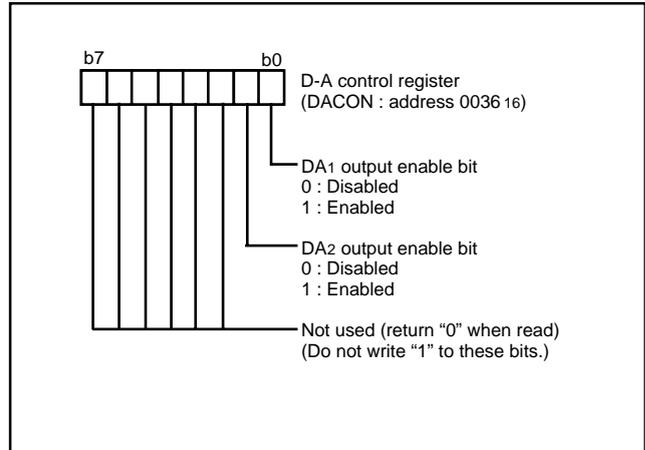 b7 b0
D-A control register
(DACON : address 0036 16)
DA1 output enable bit
0 : Disabled
1 : Enabled
DA2 output enable bit
0 : Disabled
1 : Enabled
Not used (return “0” when read)
(Do not write “1” to these bits.)